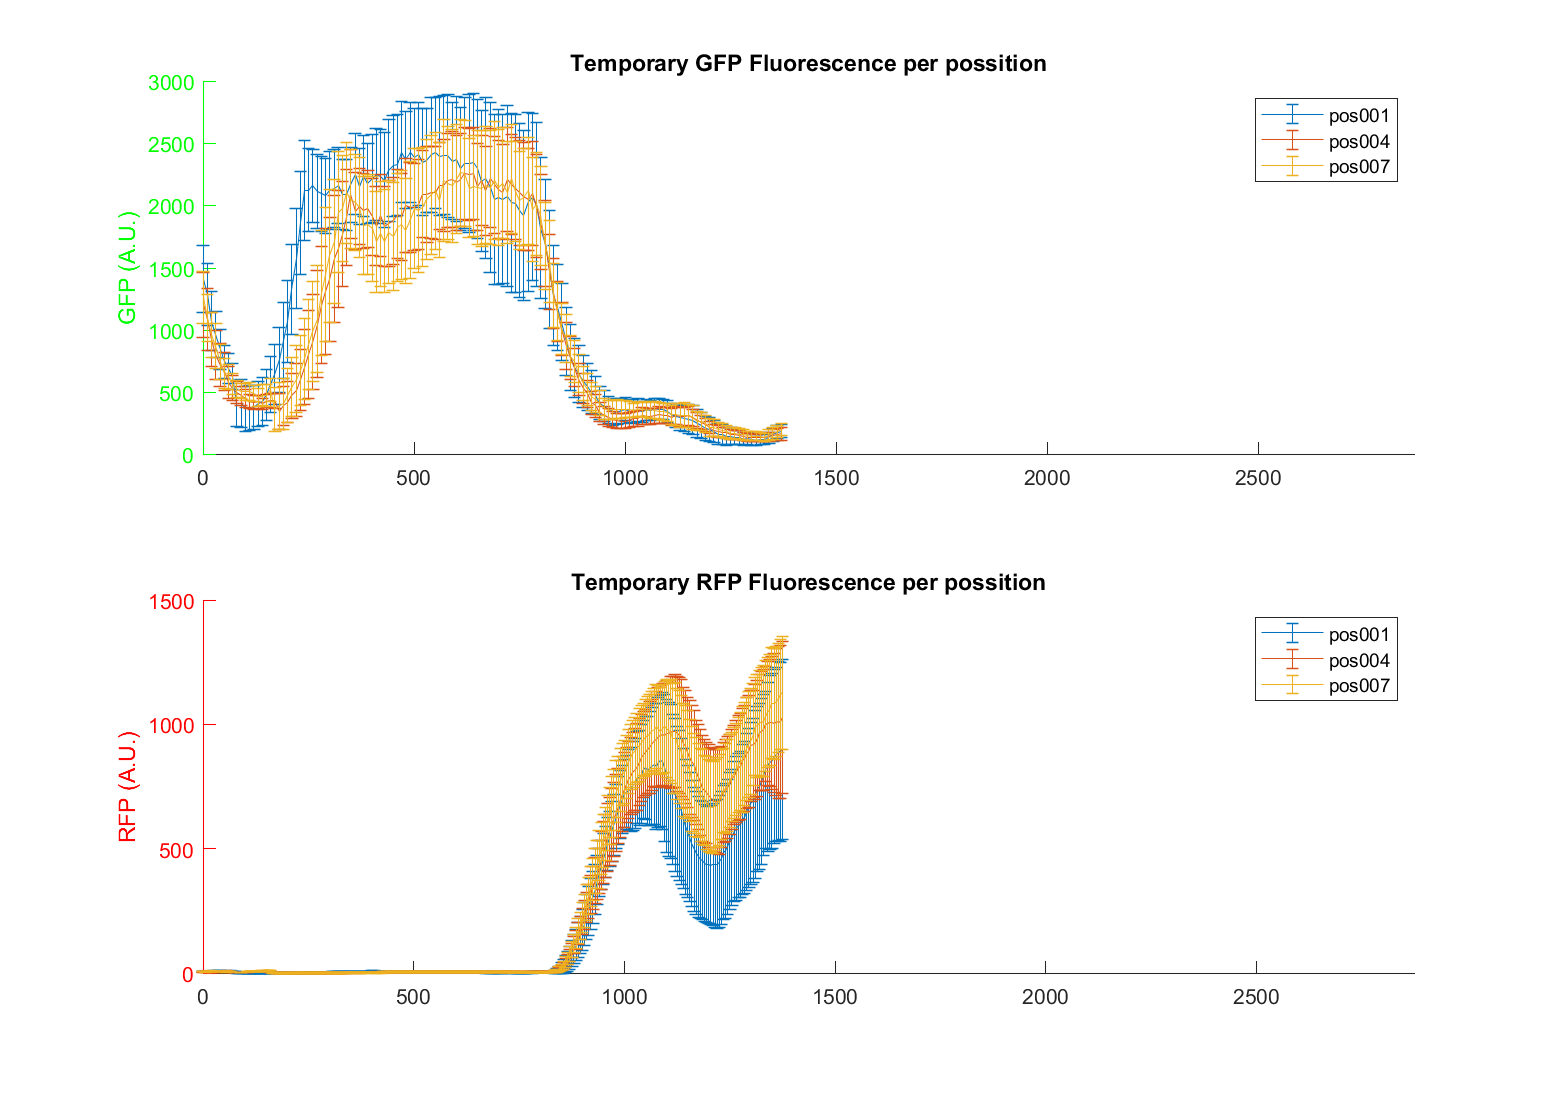 Temporary GFP Fluorescence per possition
3000
2500
2000
1500
1000
500
0
GFP (A.U.)
0 500 1000 1500 2000 2500
pos001
pos004
pos007
Temporary RFP Fluorescence per possition
1500
1000
500
0
RFP (A.U.)
0 500 1000 1500 2000 2500
pos001
pos004
pos007